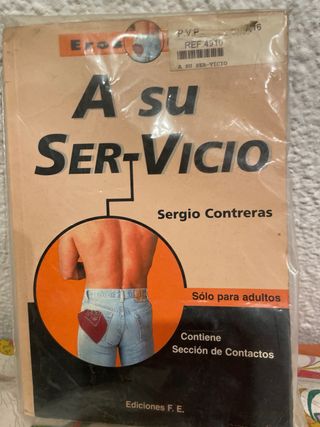 Eros
P.V.P.
REF.4910
A SU SER-VICIO
A SU
SER-VICIO
Sergio Contreras
Sólo para adultos
Contiene
Sección de Contactos
Ediciones F. E.